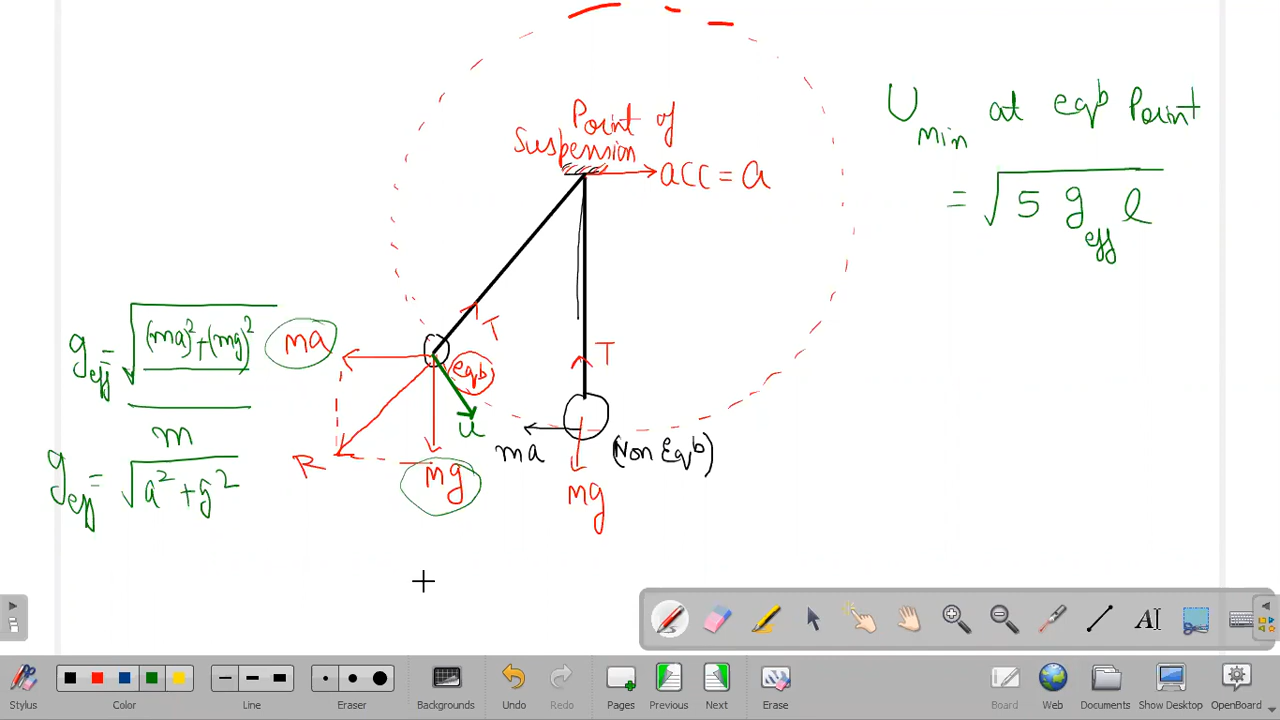 Point of
Suspension
acc = a
U min at eqb Point
= √5 g eff l
T
T
ma
eqb
u
R
mg
ma
(Non Eqb)
mg
g eff = √(ma)²+(mg)²
m
g eff = √a²+g²
Stylus
Color
Line
Eraser
Backgrounds
Undo
Redo
Pages
Previous
Next
Erase
Board
Web
Documents
Show Desktop
OpenBoard